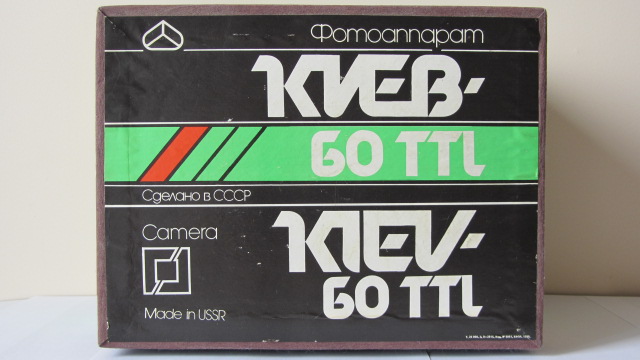 Фотоаппарат
КИЕВ-
60 TTL
Сделано в СССР
Camera
KIEV-
60 TTL
Made in USSR